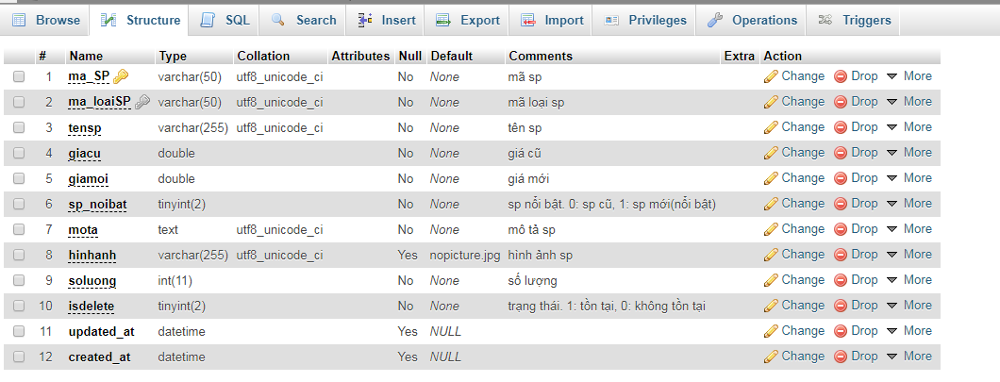 Browse Structure SQL Search Insert Export Import Privileges Operations Triggers
# Name Type Collation Attributes Null Default Comments Extra Action
1 ma_SP varchar(50) utf8_unicode_ci No None mã sp Change Drop More
2 ma_loaiSP varchar(50) utf8_unicode_ci No None mã loại sp Change Drop More
3 tensp varchar(255) utf8_unicode_ci No None tên sp Change Drop More
4 giacu double No None giá cũ Change Drop More
5 giamoi double No None giá mới Change Drop More
6 sp_noibat tinyint(2) No None sp nổi bật. 0: sp cũ, 1: sp mới(nổi bật) Change Drop More
7 mota text utf8_unicode_ci No None mô tả sp Change Drop More
8 hinhanh varchar(255) utf8_unicode_ci Yes nopicture.jpg hình ảnh sp Change Drop More
9 soluong int(11) No None số lượng Change Drop More
10 isdelete tinyint(2) No None trạng thái. 1: tồn tại, 0: không tồn tại Change Drop More
11 updated_at datetime Yes NULL Change Drop More
12 created_at datetime Yes NULL Change Drop More